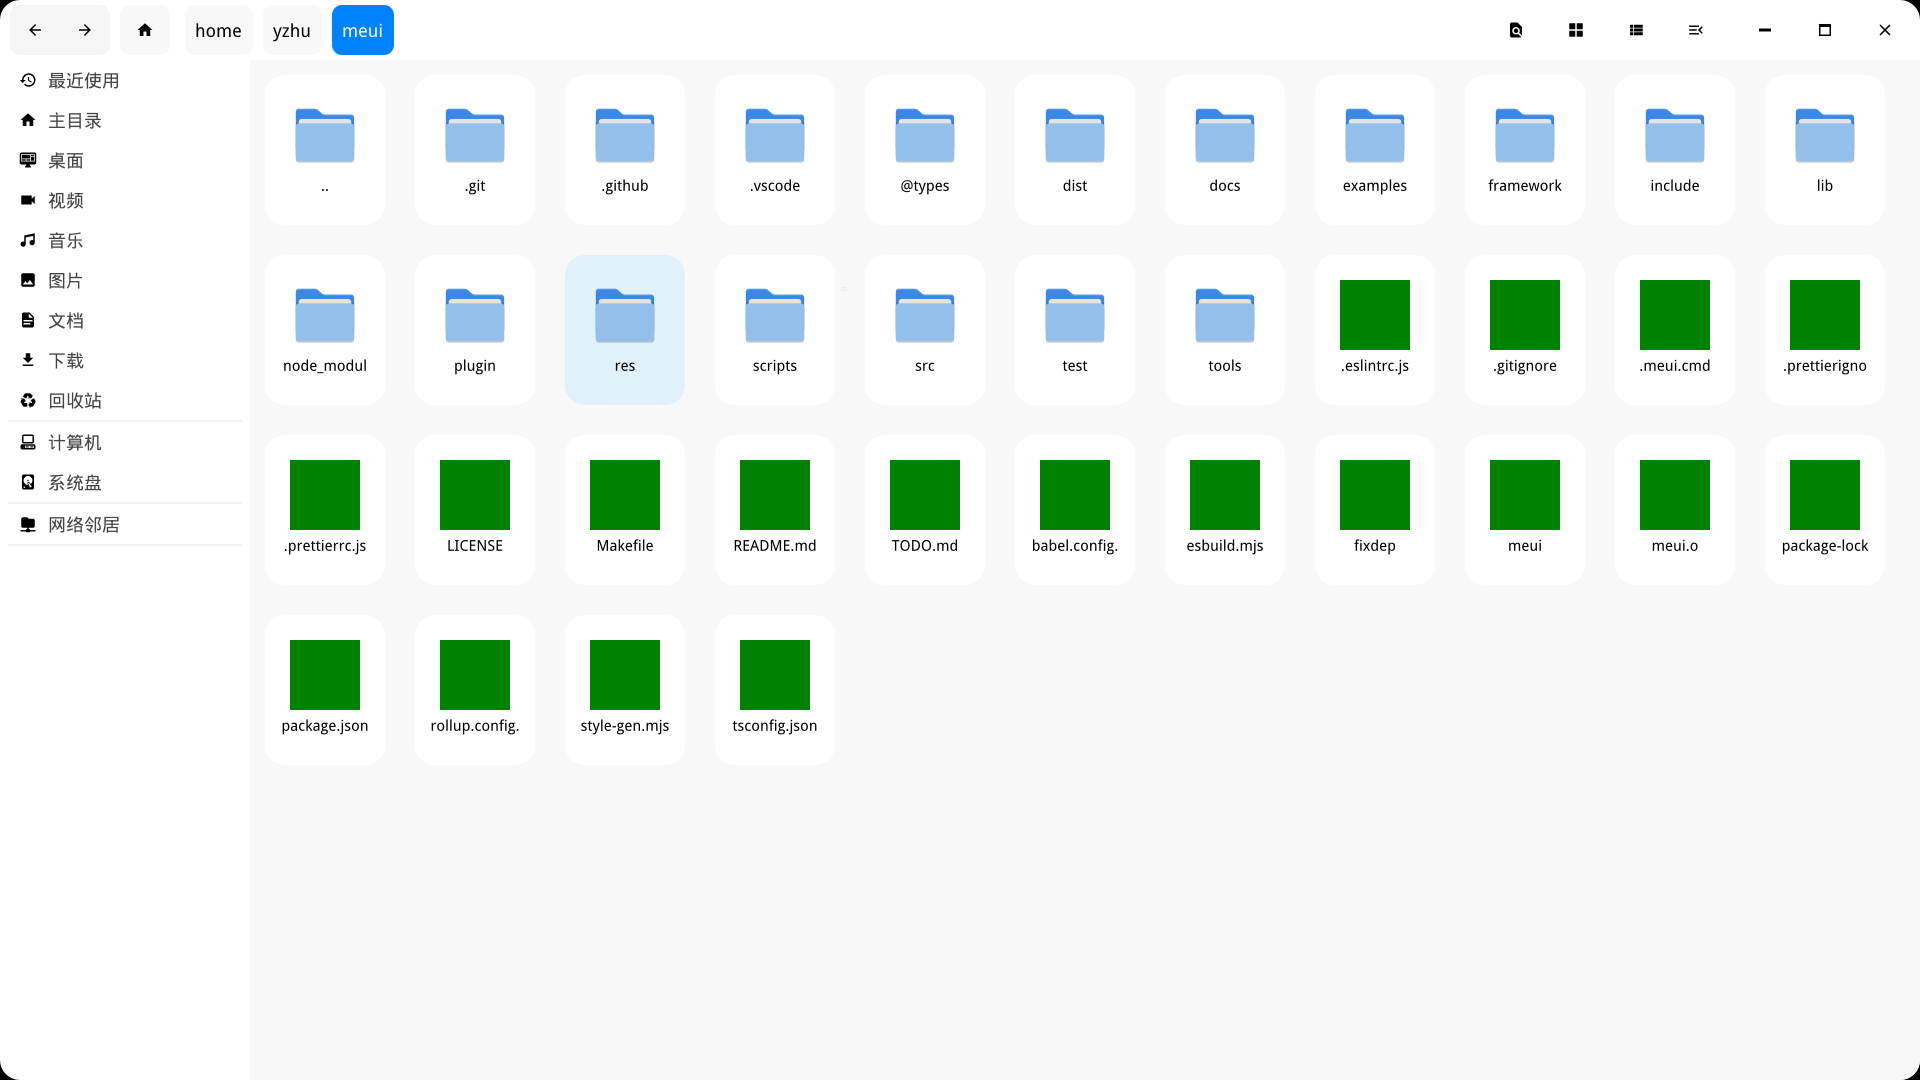 home yzhu meui
最近使用
主目录
桌面
视频
音乐
图片
文档
下载
回收站
计算机
系统盘
网络邻居
.. .git .github .vscode @types dist docs examples framework include lib
node_modul plugin res scripts src test tools .eslintrc.js .gitignore .meui.cmd .prettierigno
.prettierrc.js LICENSE Makefile README.md TODO.md babel.config. esbuild.mjs fixdep meui meui.o package-lock
package.json rollup.config. style-gen.mjs tsconfig.json